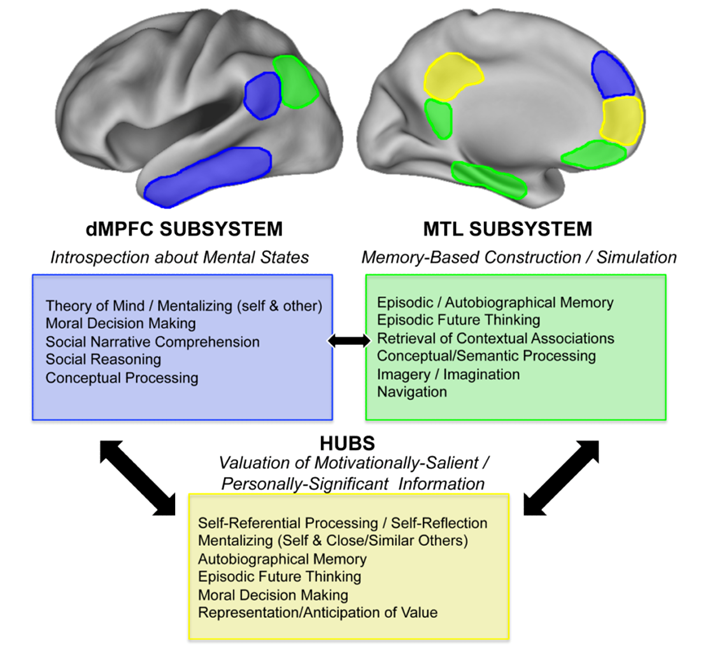 dMPFC SUBSYSTEM
Introspection about Mental States
Theory of Mind / Mentalizing (self & other)
Moral Decision Making
Social Narrative Comprehension
Social Reasoning
Conceptual Processing
MTL SUBSYSTEM
Memory-Based Construction / Simulation
Episodic / Autobiographical Memory
Episodic Future Thinking
Retrieval of Contextual Associations
Conceptual/Semantic Processing
Imagery / Imagination
Navigation
HUBS
Valuation of Motivationally-Salient /
Personally-Significant Information
Self-Referential Processing / Self-Reflection
Mentalizing (Self & Close/Similar Others)
Autobiographical Memory
Episodic Future Thinking
Moral Decision Making
Representation/Anticipation of Value